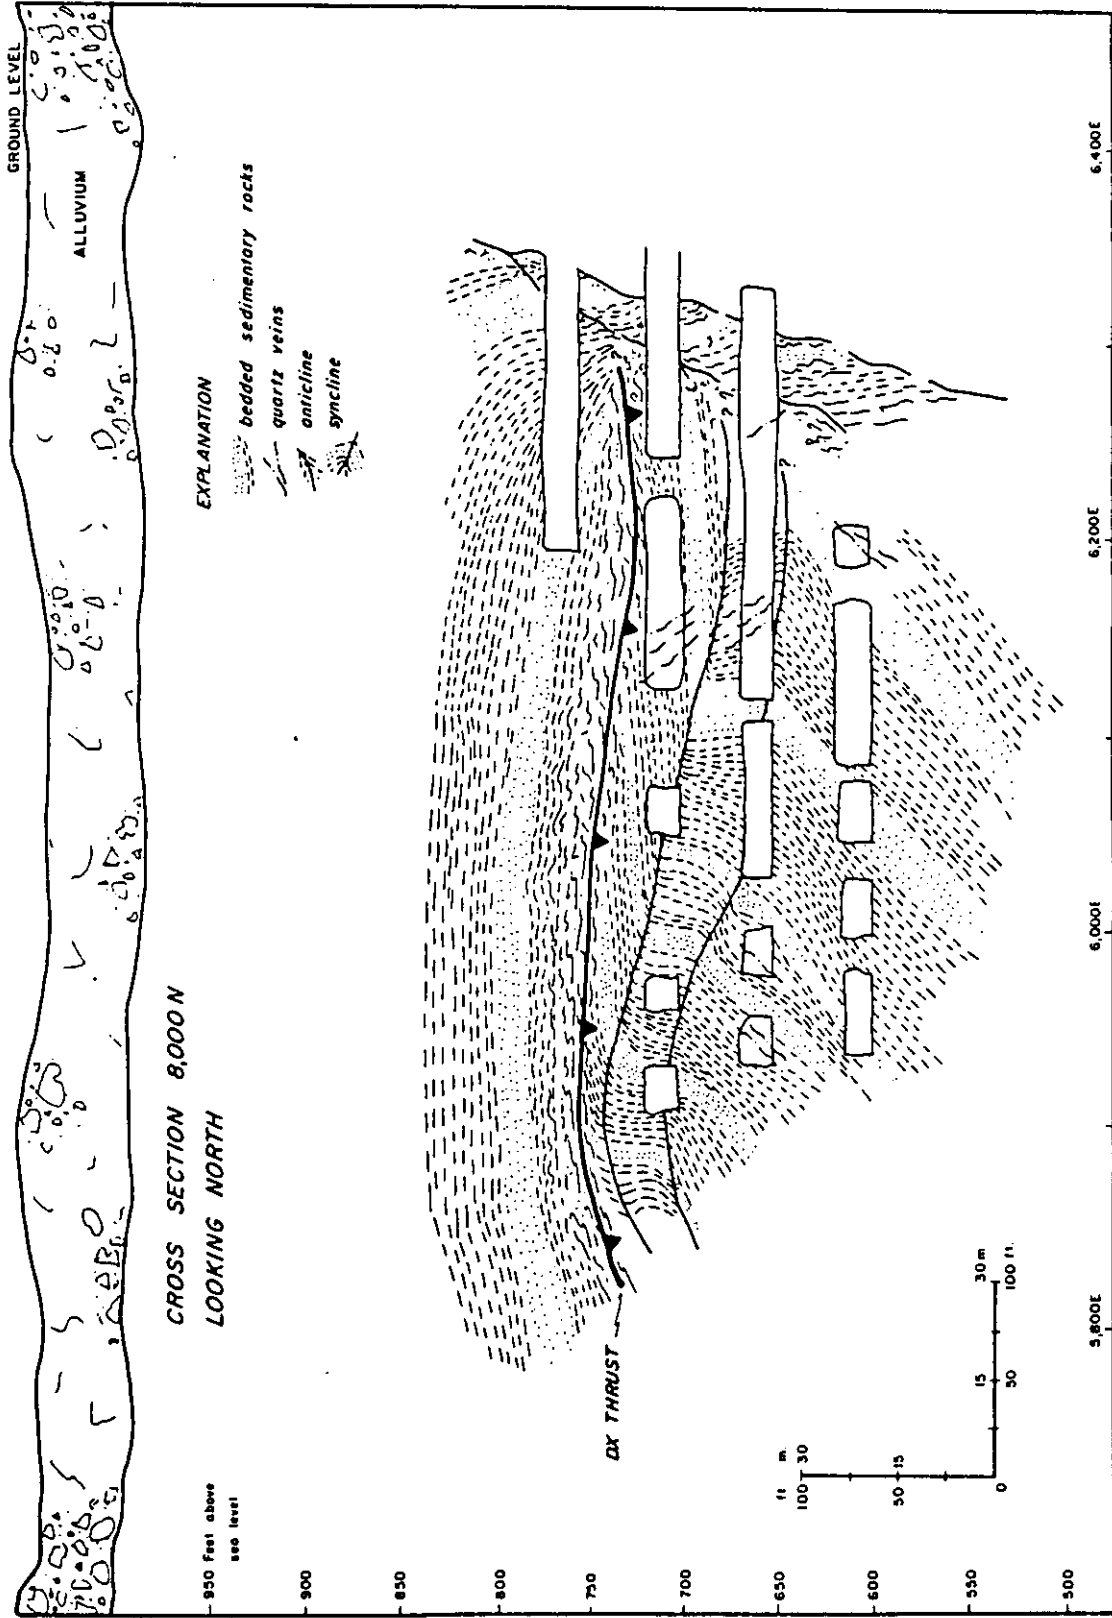 GROUND LEVEL
ALLUVIUM
CROSS SECTION 8,000 N
LOOKING NORTH
EXPLANATION
bedded sedimentary rocks
quartz veins
anticline
syncline
950 Feet above
sea level
900
850
800
750
700
650
600
550
500
DX THRUST
ft m
100 30
50 15
0
15 30 m
50 100 ft.
5,800E
6,000E
6,200E
6,400E
? ?
?
? ?
?
? ? ?